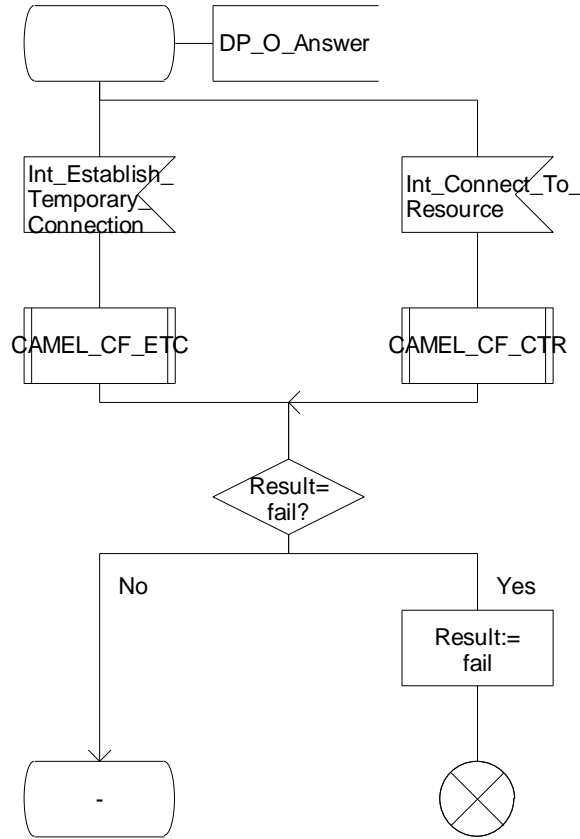 DP_O_Answer
Int_Establish_
Temporary_
Connection
Int_Connect_To_
Resource
CAMEL_CF_ETC
CAMEL_CF_CTR
Result=
fail?
No
Yes
Result:=
fail
-